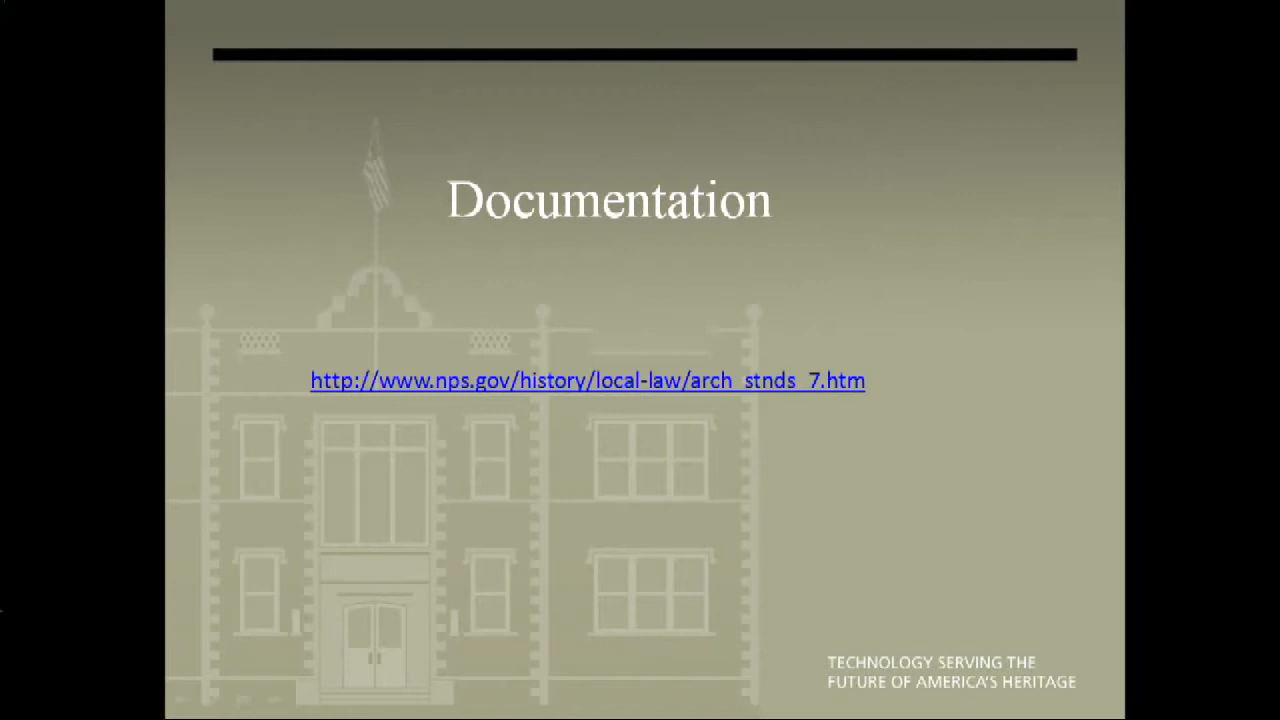 Documentation
http://www.nps.gov/history/local-law/arch_stnds_7.htm
TECHNOLOGY SERVING THE
FUTURE OF AMERICA'S HERITAGE